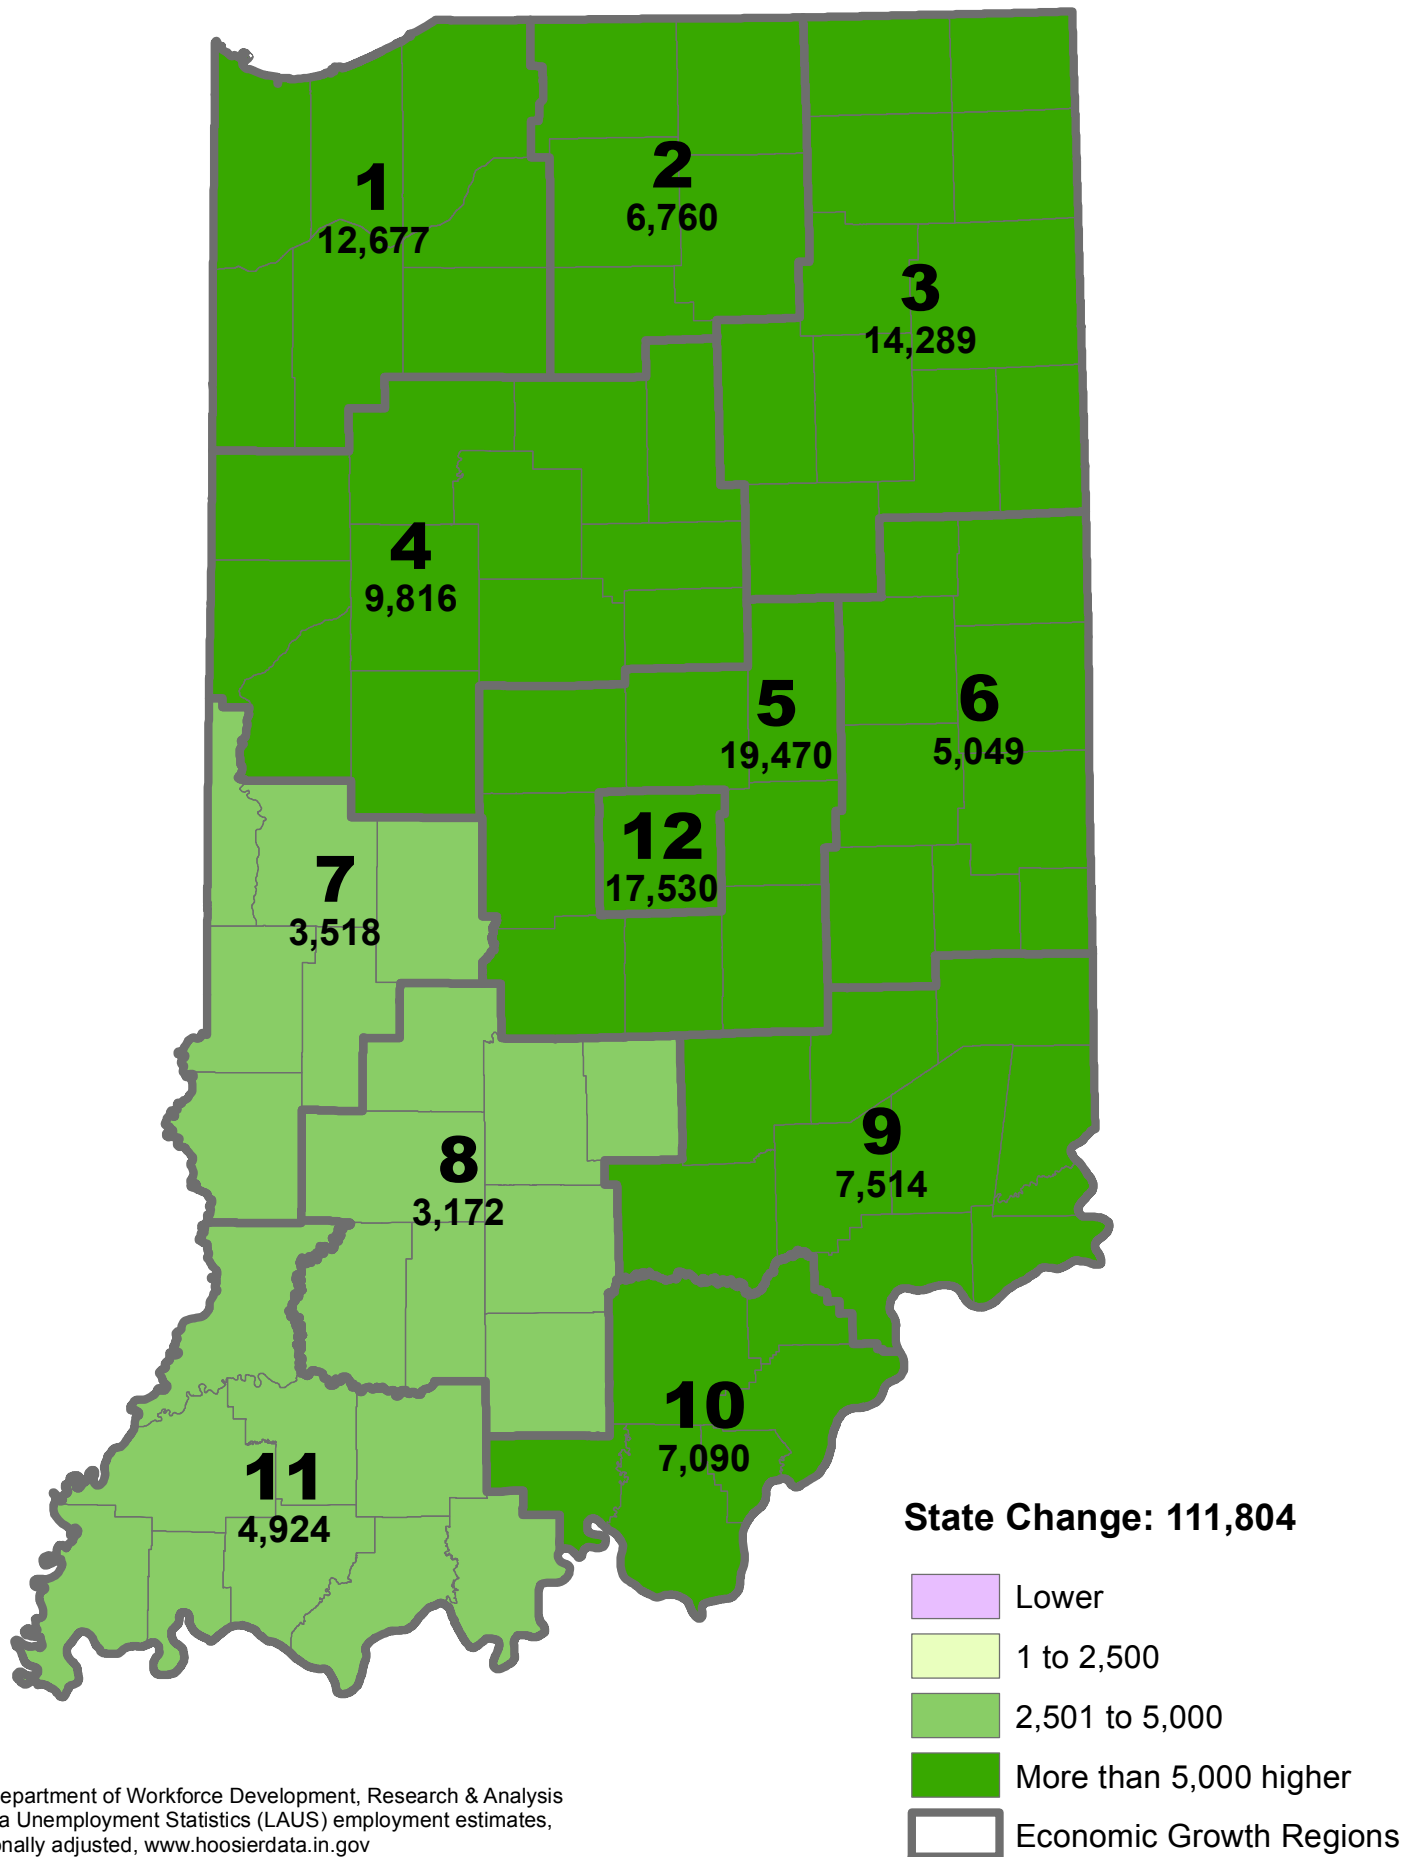 1
12,677
2
6,760
3
14,289
4
9,816
5
19,470
6
5,049
12
17,530
7
3,518
8
3,172
9
7,514
10
7,090
11
4,924
State Change: 111,804
Lower
1 to 2,500
2,501 to 5,000
More than 5,000 higher
Economic Growth Regions
epartment of Workforce Development, Research & Analysis
a Unemployment Statistics (LAUS) employment estimates,
onally adjusted, www.hoosierdata.in.gov